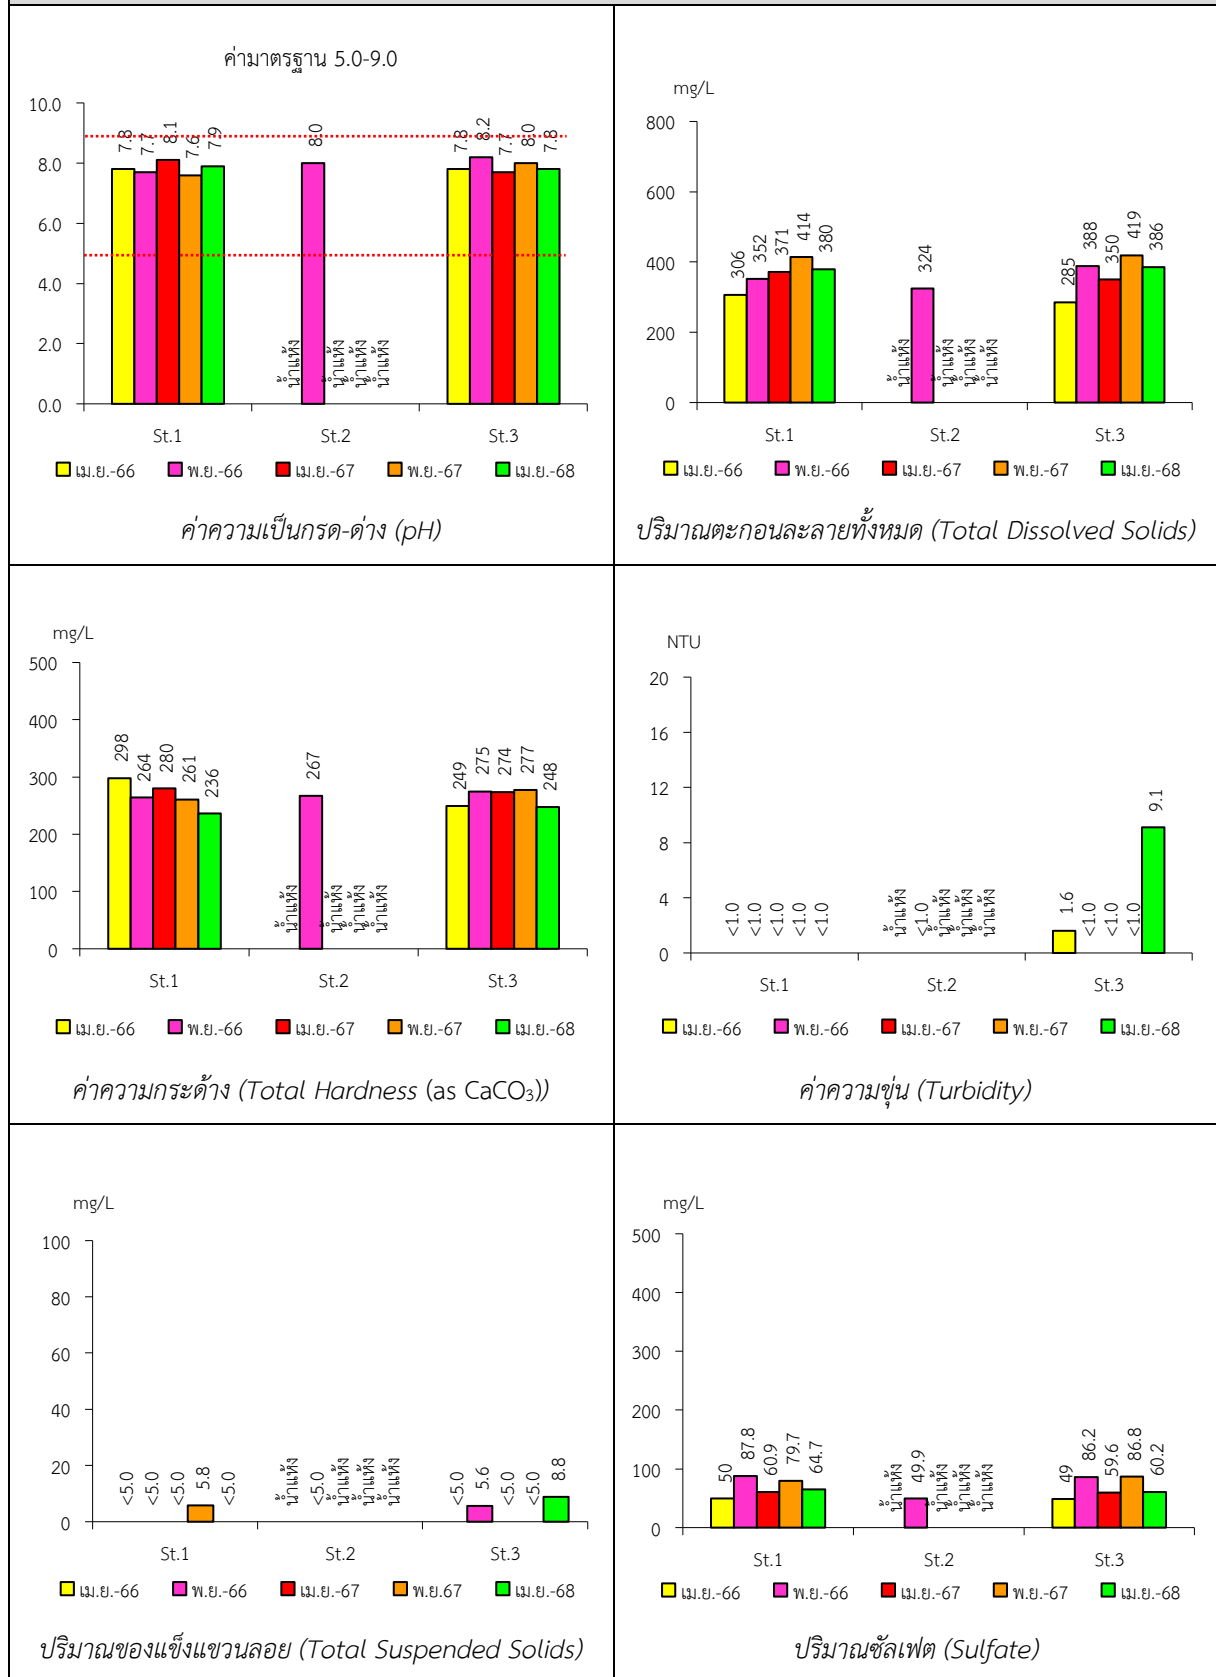 ค่ามาตรฐาน 5.0-9.0
10.0
8.0
6.0
4.0
2.0
0.0
7.8 7.7 8.1 7.6 7.9
น้ำแห้ง 8.0 น้ำแห้ง น้ำแห้ง น้ำแห้ง
7.8 8.2 7.7 8.0 7.8
St.1 St.2 St.3
เม.ย.-66 พ.ย.-66 เม.ย.-67 พ.ย.-67 เม.ย.-68
ค่าความเป็นกรด-ด่าง (pH)
mg/L
800
600
400
200
0
306 352 371 414 380
น้ำแห้ง 324 น้ำแห้ง น้ำแห้ง น้ำแห้ง
285 388 350 419 386
St.1 St.2 St.3
เม.ย.-66 พ.ย.-66 เม.ย.-67 พ.ย.-67 เม.ย.-68
ปริมาณตะกอนละลายทั้งหมด (Total Dissolved Solids)
mg/L
500
400
300
200
100
0
298 264 280 261 236
น้ำแห้ง 267 น้ำแห้ง น้ำแห้ง น้ำแห้ง
249 275 274 277 248
St.1 St.2 St.3
เม.ย.-66 พ.ย.-66 เม.ย.-67 พ.ย.-67 เม.ย.-68
ค่าความกระด้าง (Total Hardness (as CaCO₃))
NTU
20
16
12
8
4
0
<1.0 <1.0 <1.0 <1.0 <1.0
น้ำแห้ง <1.0 น้ำแห้ง น้ำแห้ง น้ำแห้ง
1.6 <1.0 <1.0 <1.0 9.1
St.1 St.2 St.3
เม.ย.-66 พ.ย.-66 เม.ย.-67 พ.ย.-67 เม.ย.-68
ค่าความขุ่น (Turbidity)
mg/L
100
80
60
40
20
0
<5.0 <5.0 <5.0 5.8 <5.0
น้ำแห้ง <5.0 น้ำแห้ง น้ำแห้ง น้ำแห้ง
<5.0 5.6 <5.0 <5.0 8.8
St.1 St.2 St.3
เม.ย.-66 พ.ย.-66 เม.ย.-67 พ.ย.67 เม.ย.-68
ปริมาณของแข็งแขวนลอย (Total Suspended Solids)
mg/L
500
400
300
200
100
0
50 87.8 60.9 79.7 64.7
น้ำแห้ง 49.9 น้ำแห้ง น้ำแห้ง น้ำแห้ง
49 86.2 59.6 86.8 60.2
St.1 St.2 St.3
เม.ย.-66 พ.ย.-66 เม.ย.-67 พ.ย.-67 เม.ย.-68
ปริมาณซัลเฟต (Sulfate)